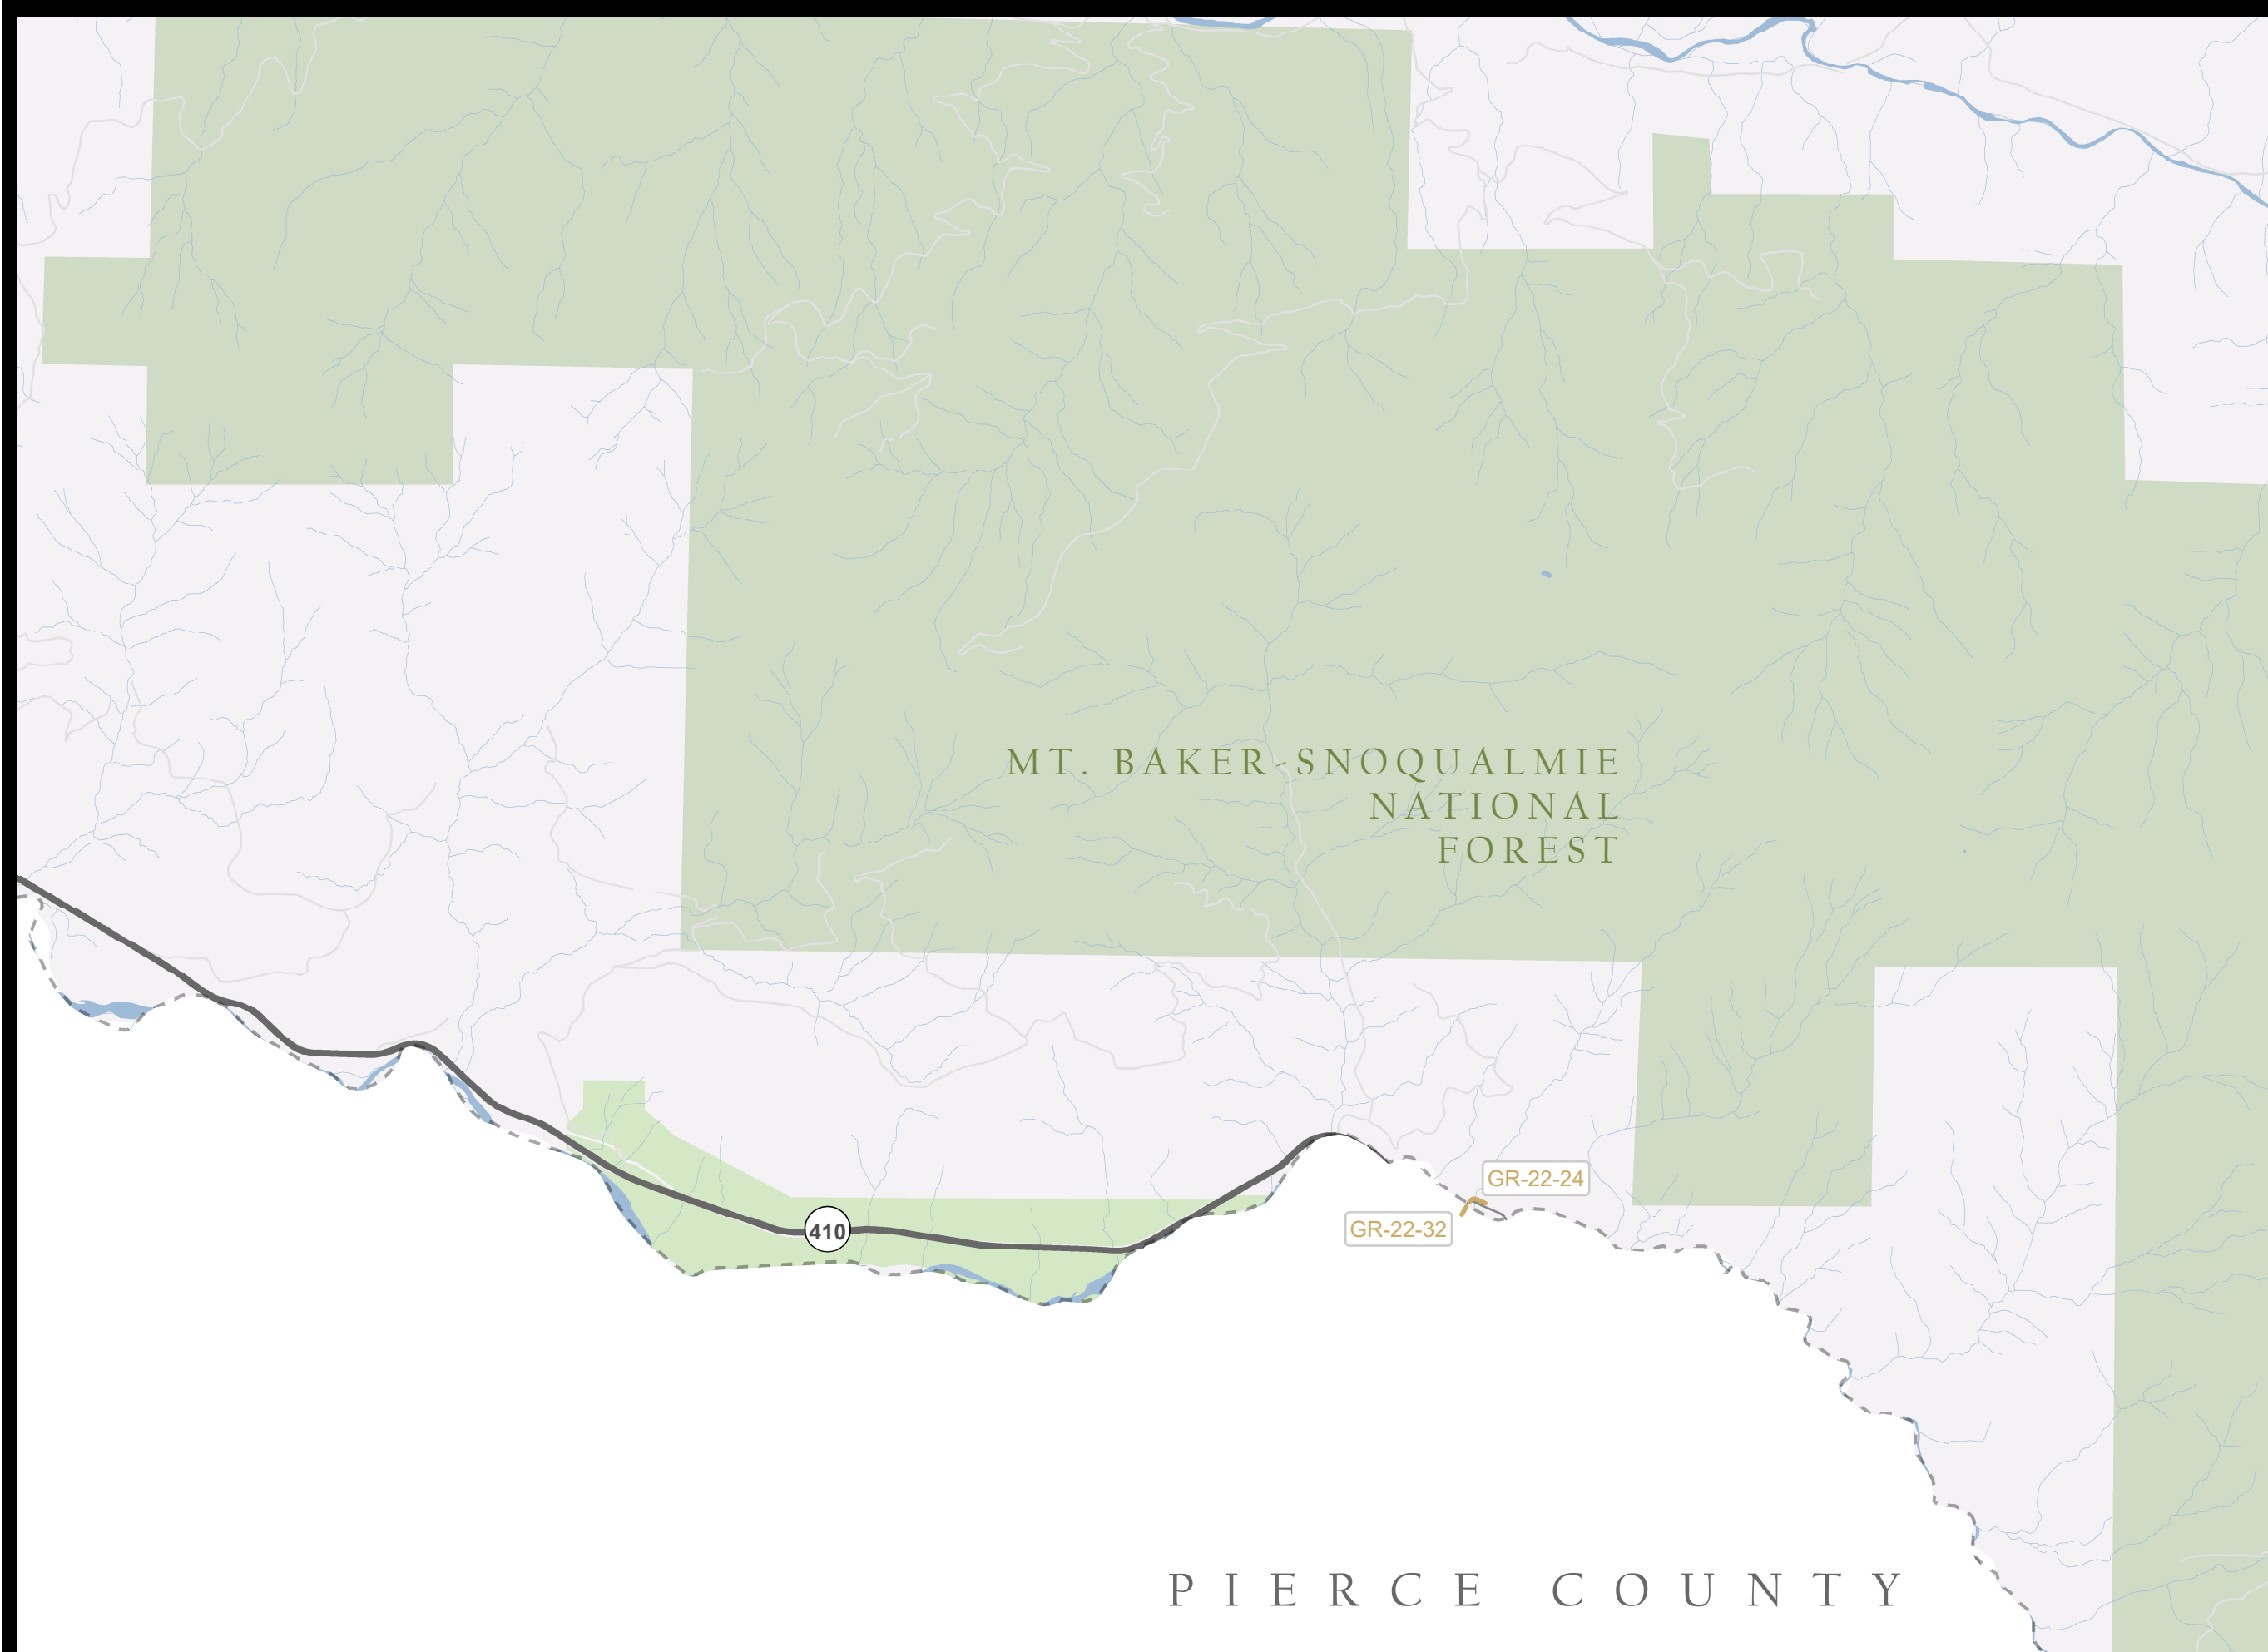 MT. BAKER-SNOQUALMIE
NATIONAL
FOREST
GR-22-24
GR-22-32
410
PIERCE COUNTY